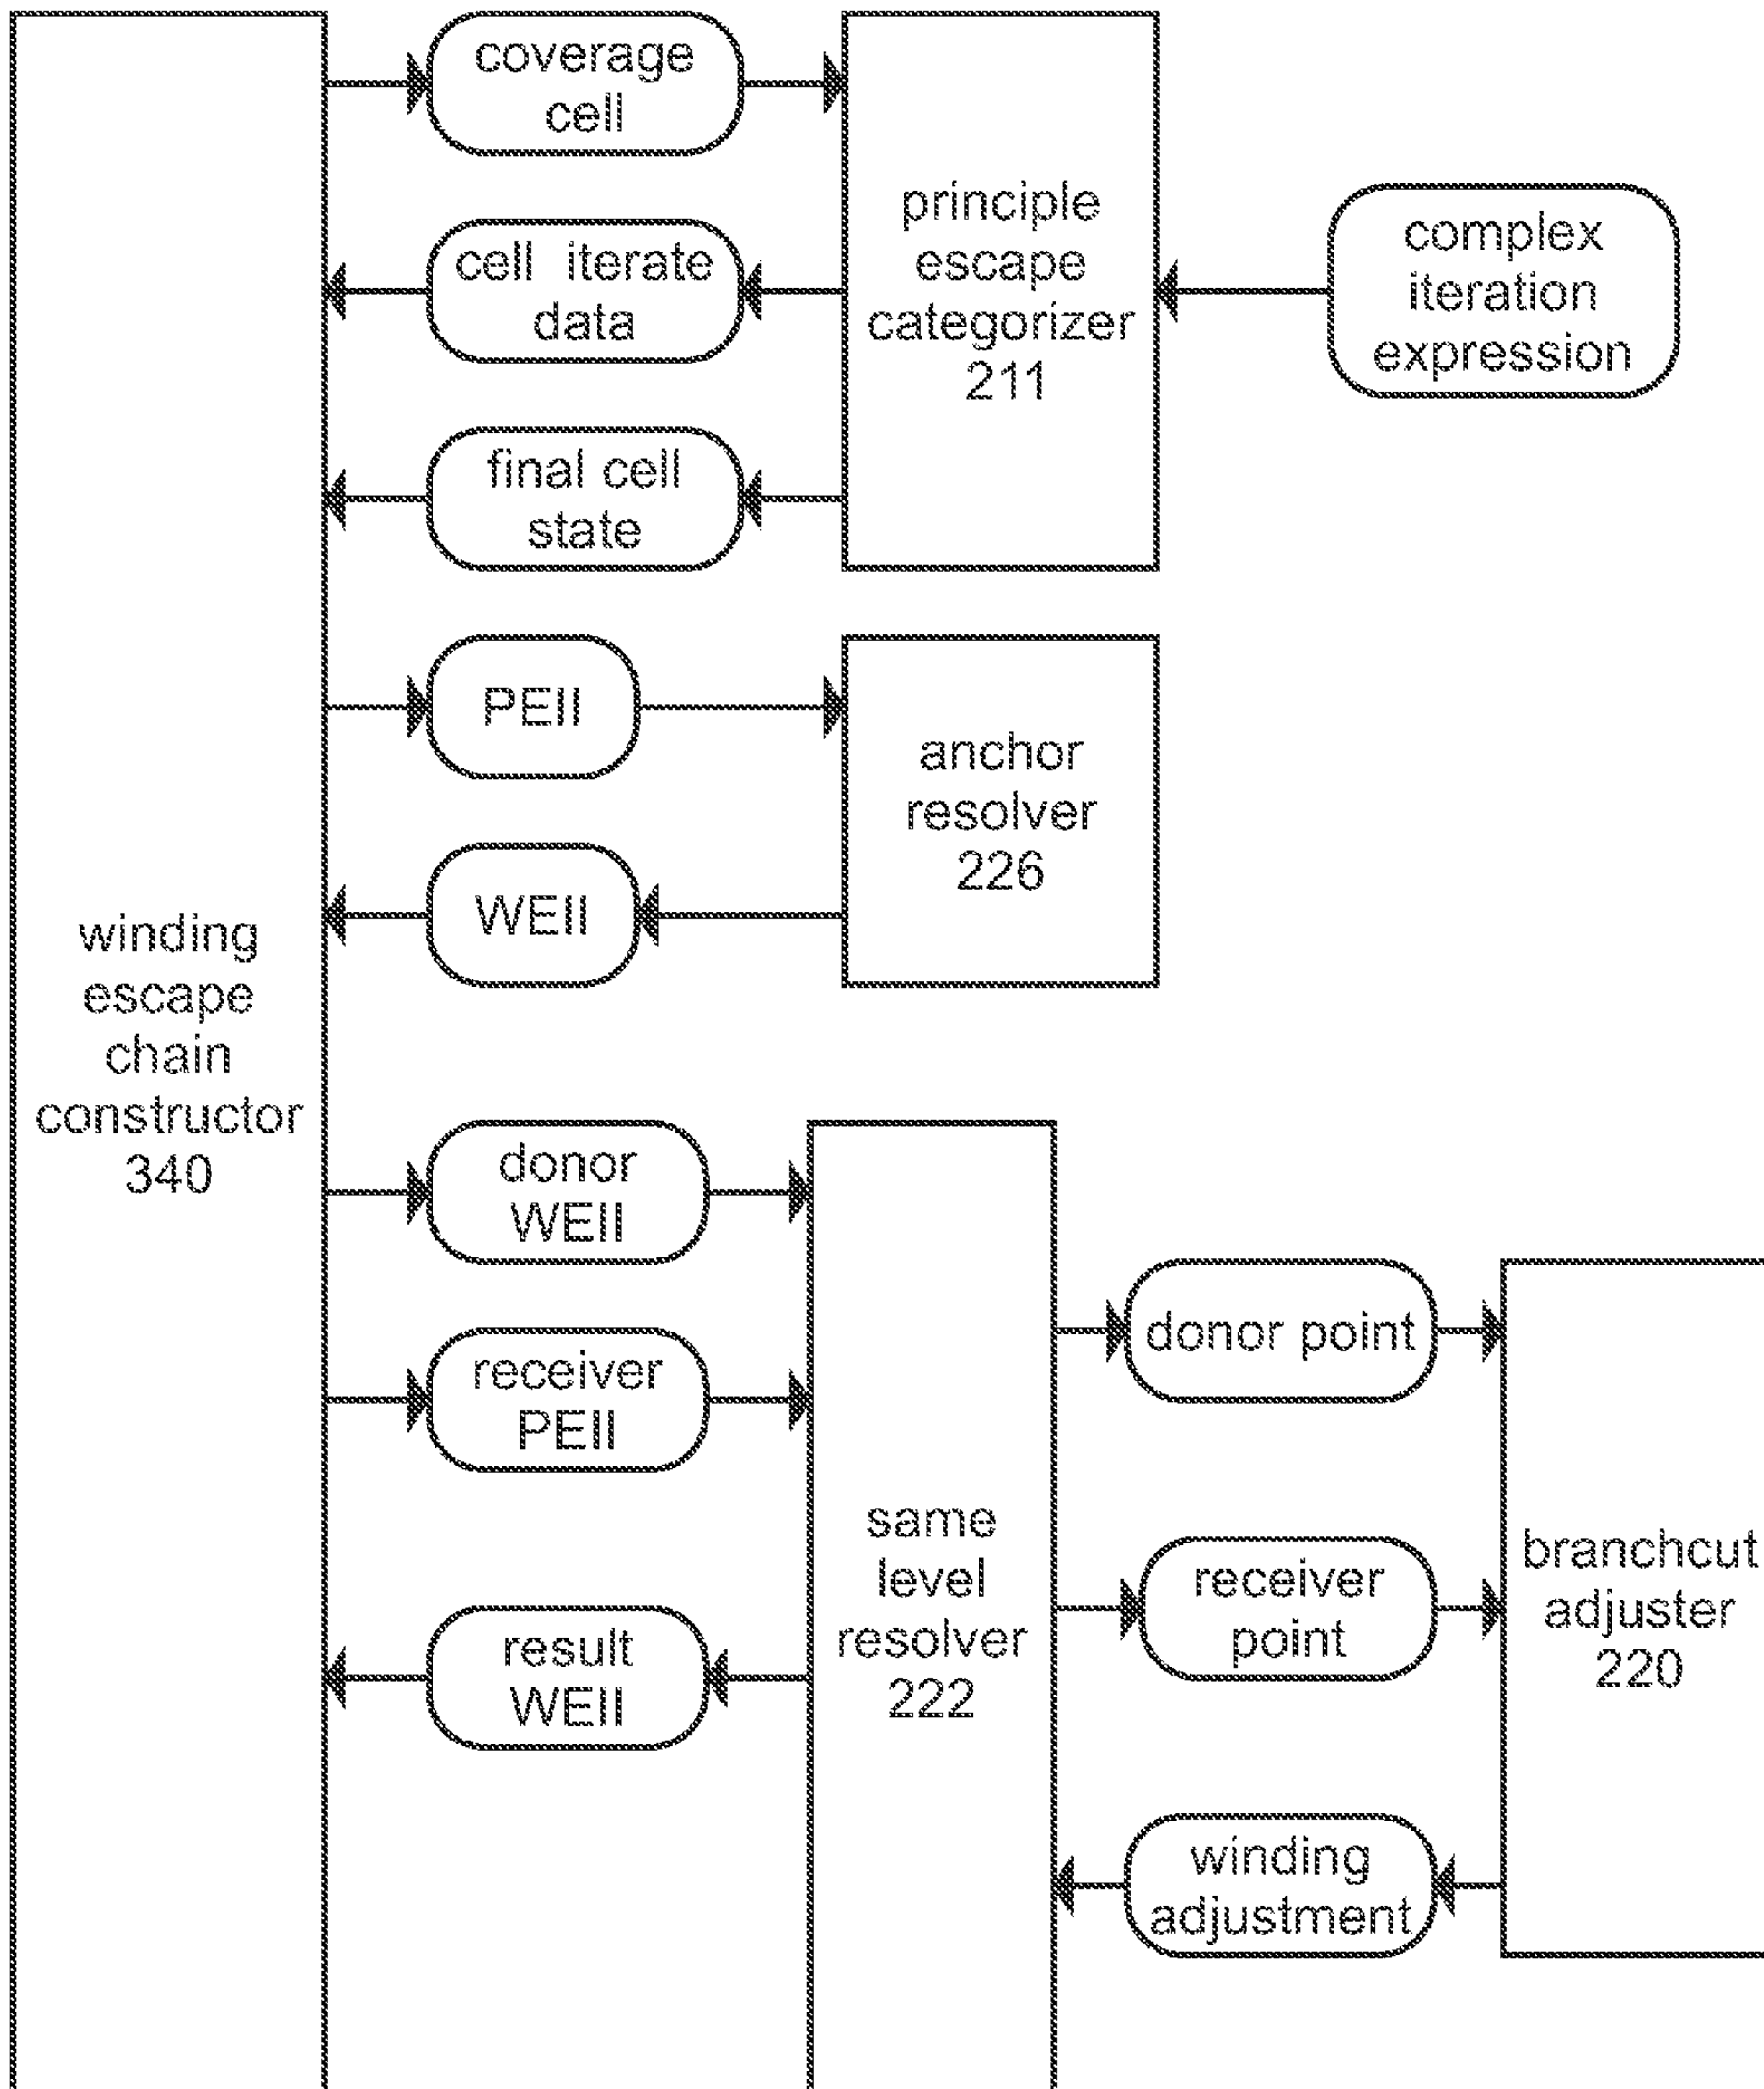 coverage
cell
principle
escape
categorizer
211
complex
iteration
expression
cell iterate
data
final cell
state
PEII
anchor
resolver
226
WEII
winding
escape
chain
constructor
340
donor
WEII
receiver
PEII
result
WEII
same
level
resolver
222
donor point
receiver
point
winding
adjustment
branchcut
adjuster
220